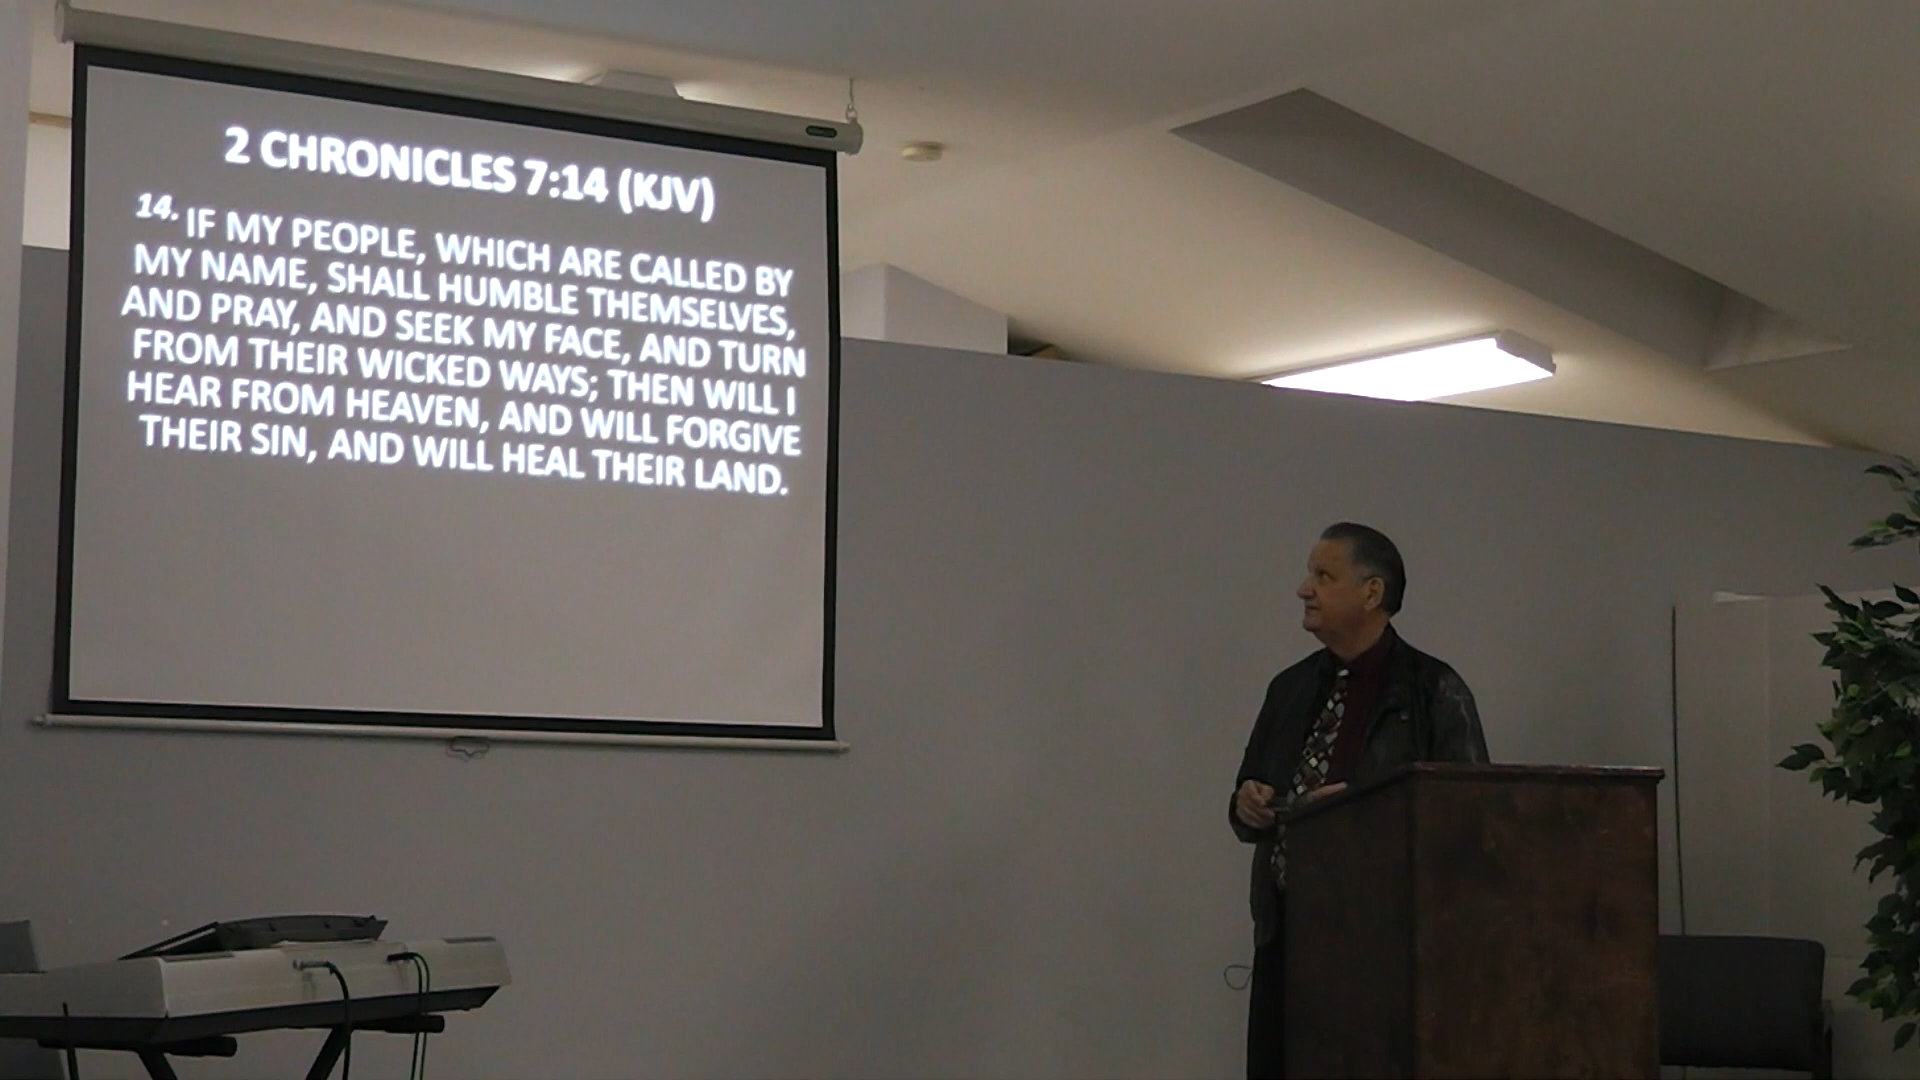 2 CHRONICLES 7:14 (KJV)
14. IF MY PEOPLE, WHICH ARE CALLED BY
MY NAME, SHALL HUMBLE THEMSELVES,
AND PRAY, AND SEEK MY FACE, AND TURN
FROM THEIR WICKED WAYS; THEN WILL I
HEAR FROM HEAVEN, AND WILL FORGIVE
THEIR SIN, AND WILL HEAL THEIR LAND.